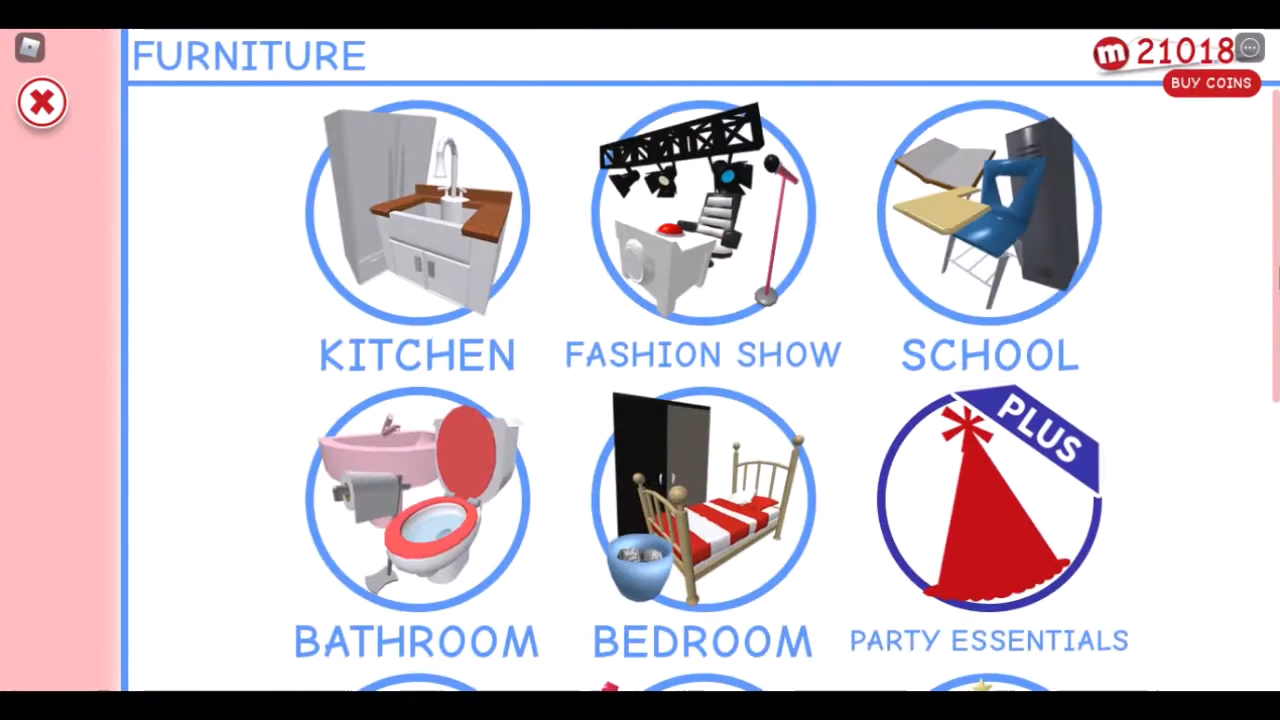 FURNITURE
m 21018
BUY COINS
KITCHEN
FASHION SHOW
SCHOOL
PLUS
BATHROOM
BEDROOM
PARTY ESSENTIALS